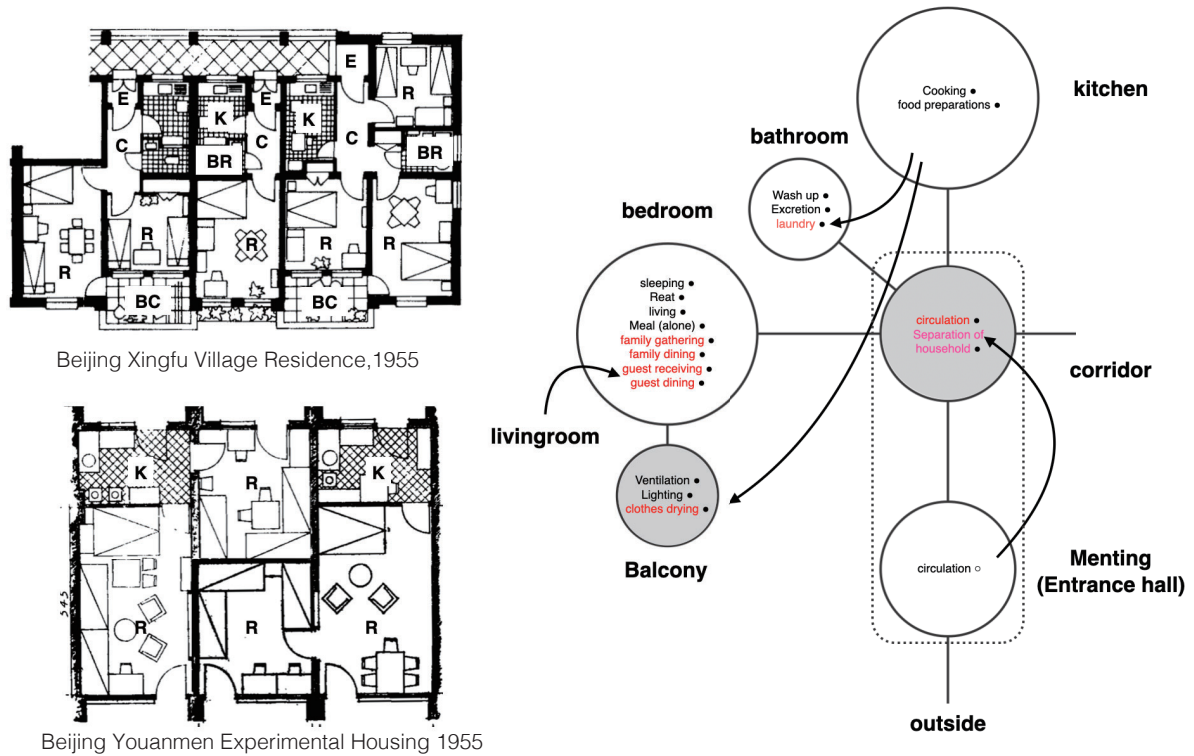 E
E
E
R
K
K
C
C
C
BR
BR
R
R
R
R
R
BC
BC
Beijing Xingfu Village Residence,1955
K
R
K
545
R
R
R
Beijing Youanmen Experimental Housing 1955
kitchen
Cooking ●
food preparations ●
bathroom
Wash up ●
Excretion ●
laundry ●
bedroom
sleeping ●
Reat ●
living ●
Meal (alone) ●
family gathering ●
family dining ●
guest receiving ●
guest dining ●
circulation ●
Separation of
household ●
corridor
livingroom
Ventilation ●
Lighting ●
clothes drying ●
Balcony
circulation ○
Menting
(Entrance hall)
outside